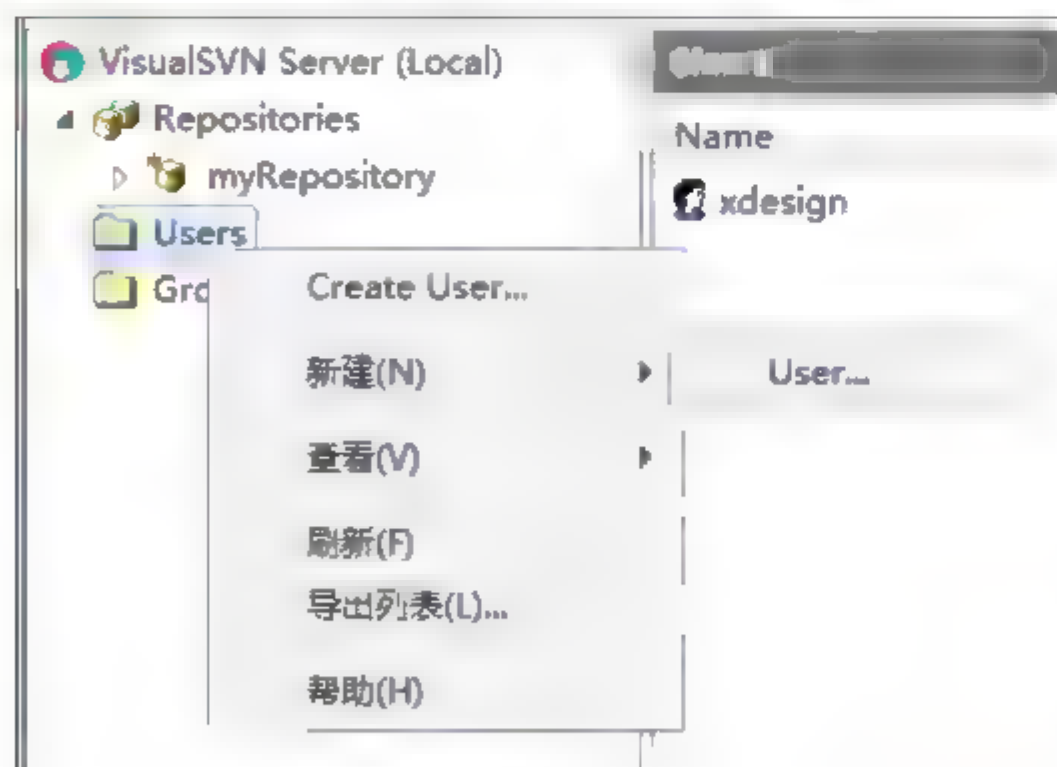 VisualSVN Server (Local)
Repositories
myRepository
Users
Gro
Name
xdesign
Create User...
新建(N)
User...
查看(V)
刷新(F)
导出列表(L)...
帮助(H)